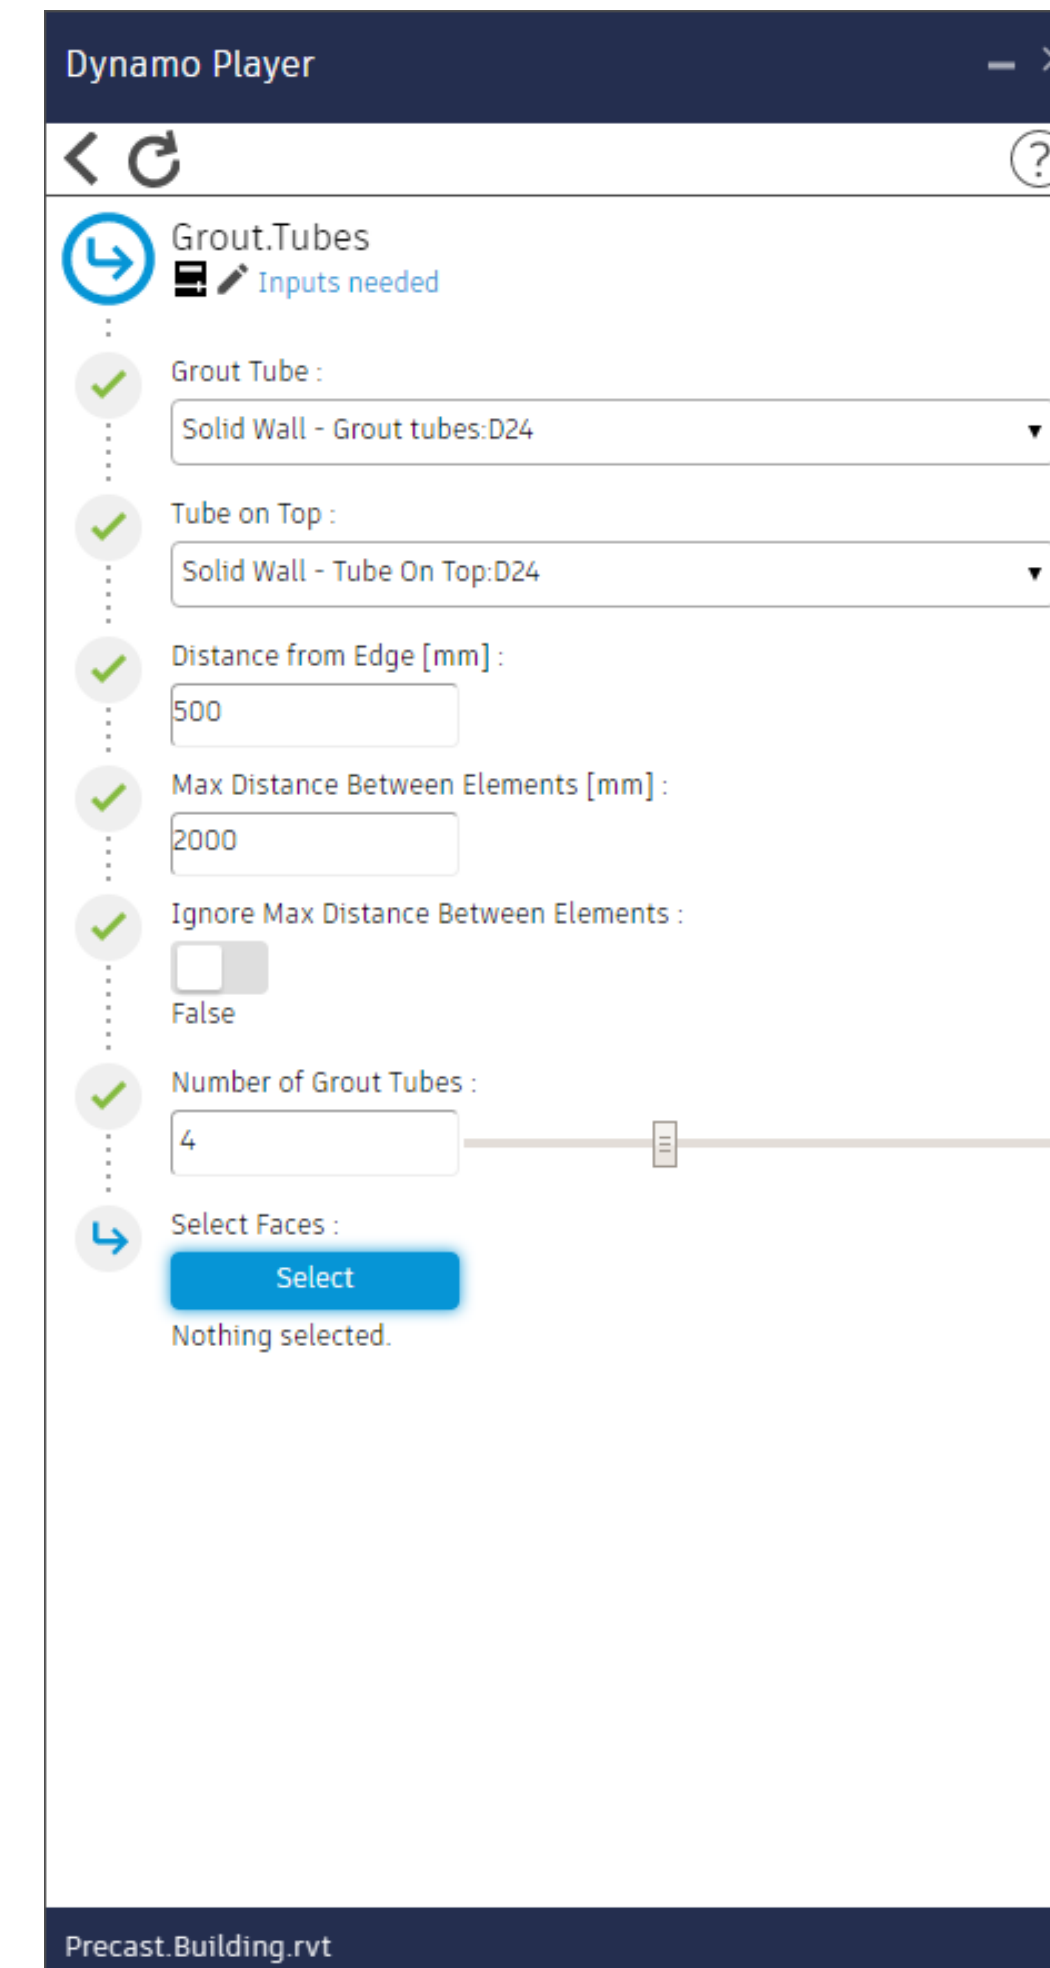 Dynamo Player
?
Grout.Tubes
Inputs needed
Grout Tube :
Solid Wall - Grout tubes:D24
Tube on Top :
Solid Wall - Tube On Top:D24
Distance from Edge [mm] :
500
Max Distance Between Elements [mm] :
2000
Ignore Max Distance Between Elements :
False
Number of Grout Tubes :
4
Select Faces :
Select
Nothing selected.
Precast.Building.rvt